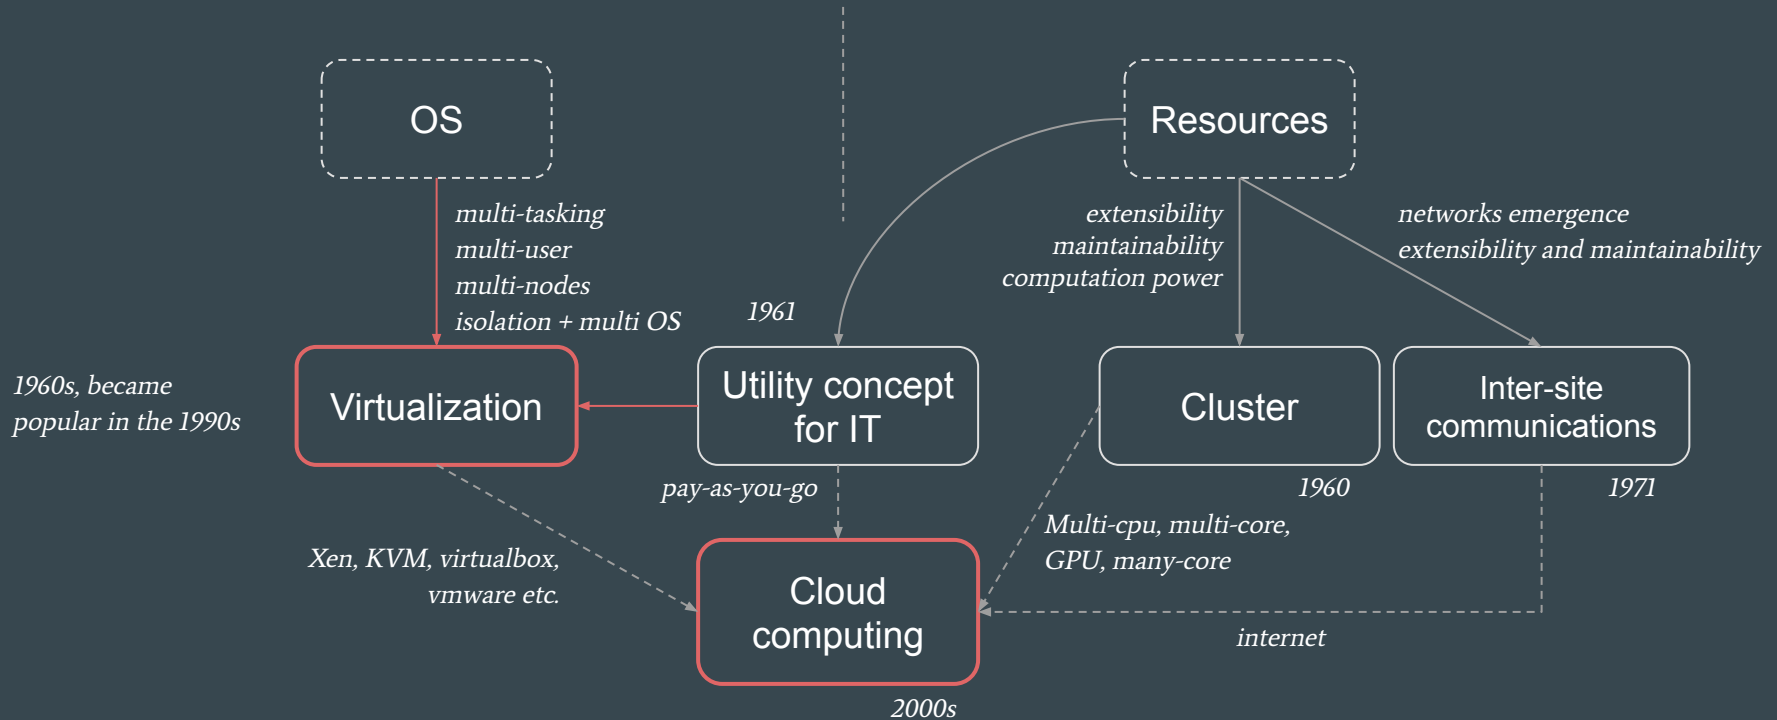 OS
Resources
multi-tasking
multi-user
multi-nodes
isolation + multi OS
extensibility
maintainability
computation power
networks emergence
extensibility and maintainability
1961
1960s, became
popular in the 1990s
Virtualization
Utility concept
for IT
Cluster
Inter-site
communications
pay-as-you-go
1960
1971
Xen, KVM, virtualbox,
vmware etc.
Multi-cpu, multi-core,
GPU, many-core
Cloud
computing
internet
2000s